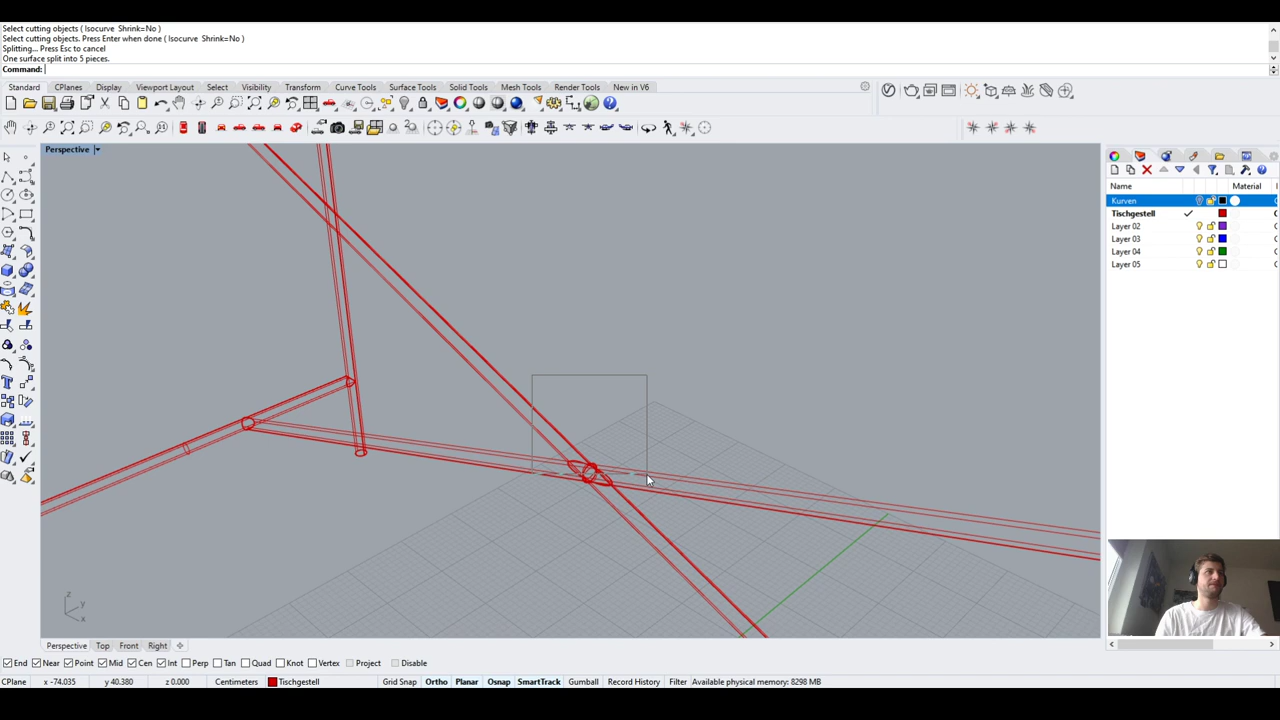 Select cutting objects ( Isocurve  Shrink=No )
Select cutting objects. Press Enter when done ( Isocurve  Shrink=No )
Splitting... Press Esc to cancel
One surface split into 5 pieces.
Command:
Standard CPlanes Display Viewport Layout Select Visibility Transform Curve Tools Surface Tools Solid Tools Mesh Tools Render Tools New in V6
Perspective
Name Material
Kurven
Tischgestell
Layer 02
Layer 03
Layer 04
Layer 05
z
y
x
Perspective Top Front Right
End Near Point Mid Cen Int Perp Tan Quad Knot Vertex Project Disable
CPlane x -74.035 y 40.380 z 0.000 Centimeters Tischgestell Grid Snap Ortho Planar Osnap SmartTrack Gumball Record History Filter Available physical memory: 8298 MB